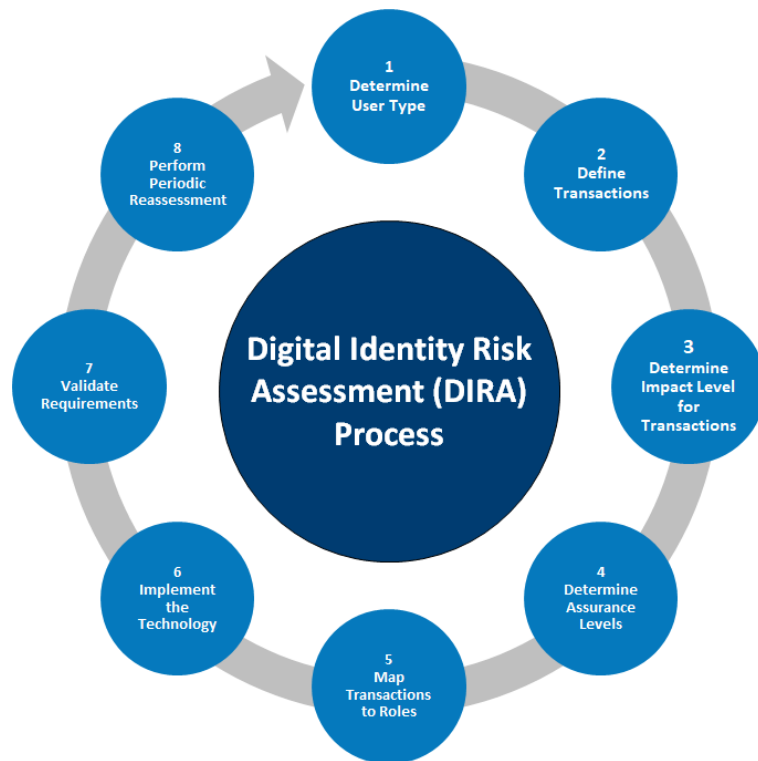 1
Determine
User Type
2
Define
Transactions
3
Determine
Impact Level
for
Transactions
4
Determine
Assurance
Levels
5
Map
Transactions
to Roles
6
Implement
the
Technology
7
Validate
Requirements
8
Perform
Periodic
Reassessment
Digital Identity Risk
Assessment (DIRA)
Process